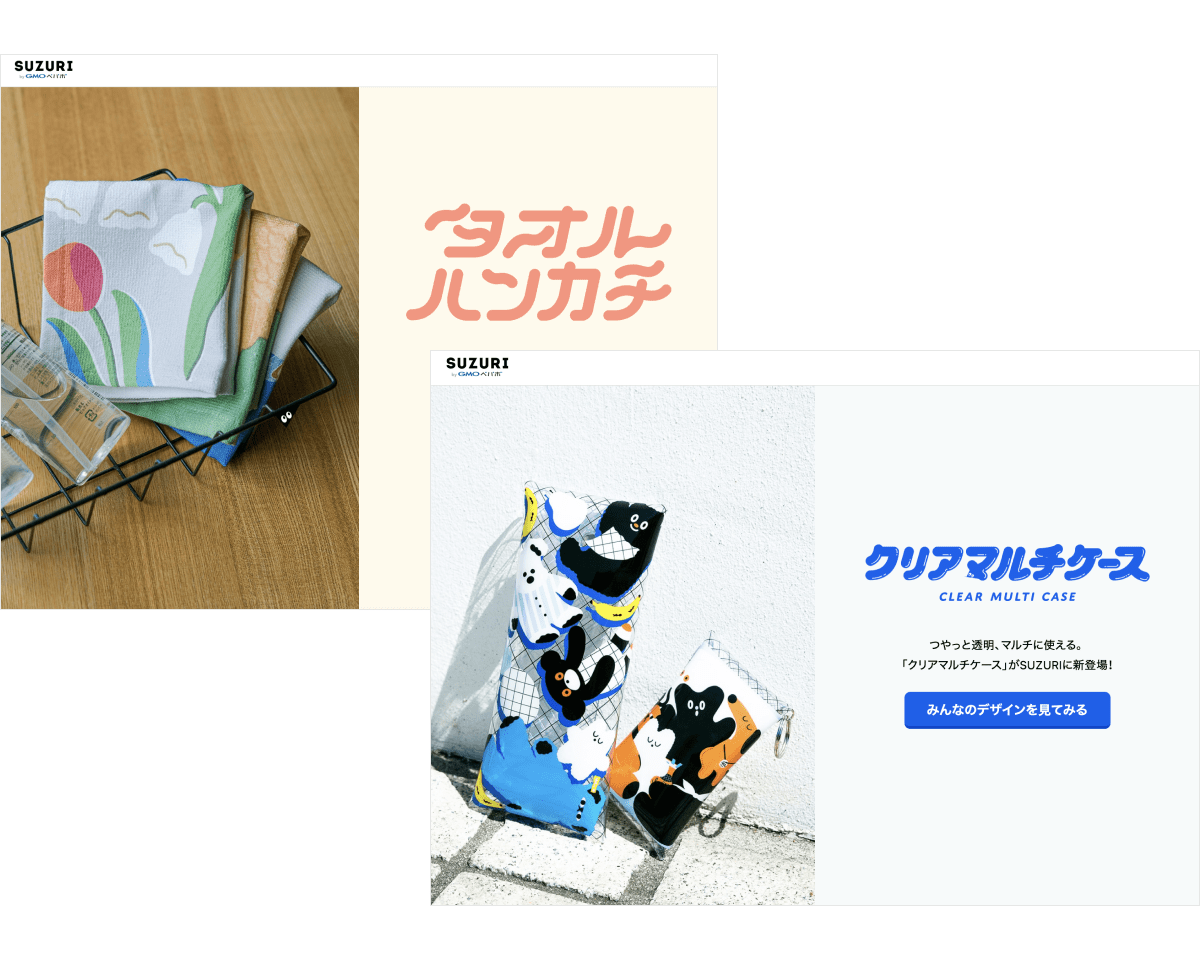 SUZURI
by GMOペパボ
タオル
ハンカチ
SUZURI
by GMOペパボ
クリアマルチケース
CLEAR MULTI CASE
つやっと透明、マルチに使える。
「クリアマルチケース」がSUZURIに新登場！
みんなのデザインを見てみる